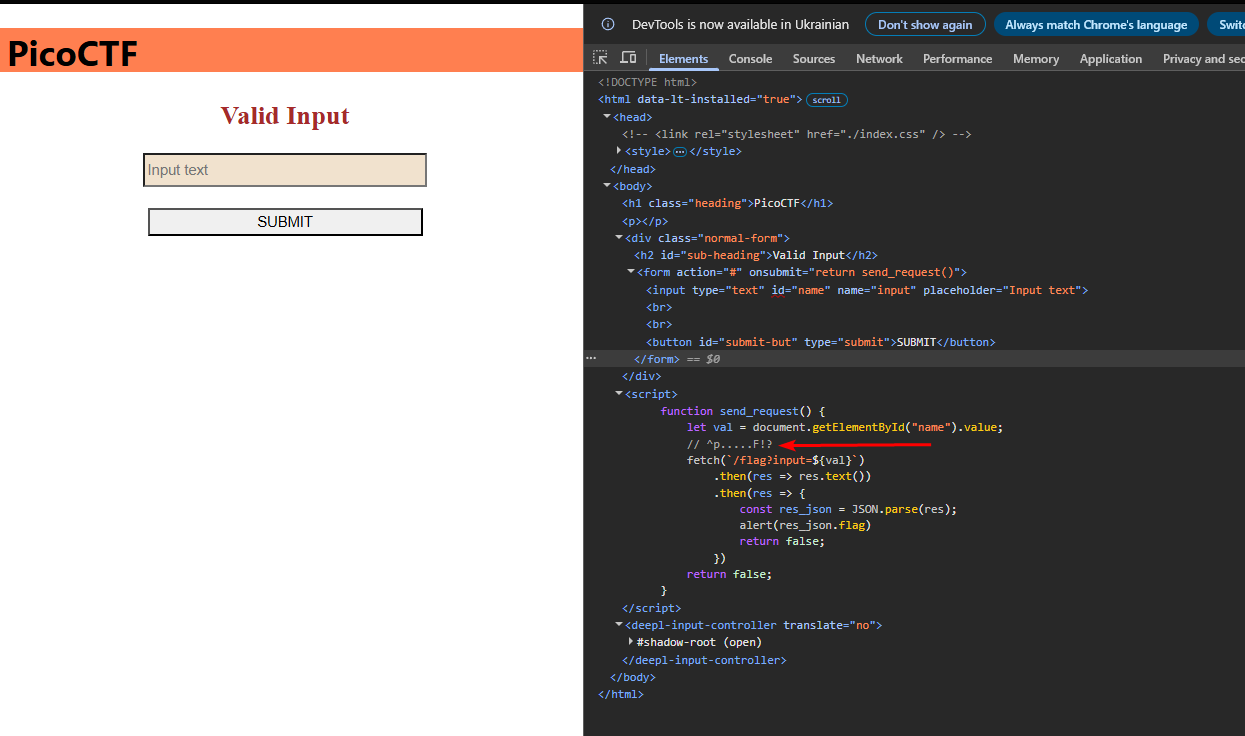 PicoCTF
Valid Input
Input text
SUBMIT
DevTools is now available in Ukrainian Don't show again Always match Chrome's language
Elements Console Sources Network Performance Memory Application Privacy and sec
<!DOCTYPE html>
<html data-lt-installed="true"> scroll
<head>
<!-- <link rel="stylesheet" href="./index.css" /> -->
<style> ⋯ </style>
</head>
<body>
<h1 class="heading">PicoCTF</h1>
<p></p>
<div class="normal-form">
<h2 id="sub-heading">Valid Input</h2>
<form action="#" onsubmit="return send_request()">
<input type="text" id="name" name="input" placeholder="Input text">
<br>
<br>
<button id="submit-but" type="submit">SUBMIT</button>
… </form> == $0
</div>
<script>
function send_request() {
let val = document.getElementById("name").value;
// ^p.....F!?
fetch(`/flag?input=${val}`)
.then(res => res.text())
.then(res => {
const res_json = JSON.parse(res);
alert(res_json.flag)
return false;
})
return false;
}
</script>
<deepl-input-controller translate="no">
#shadow-root (open)
</deepl-input-controller>
</body>
</html>